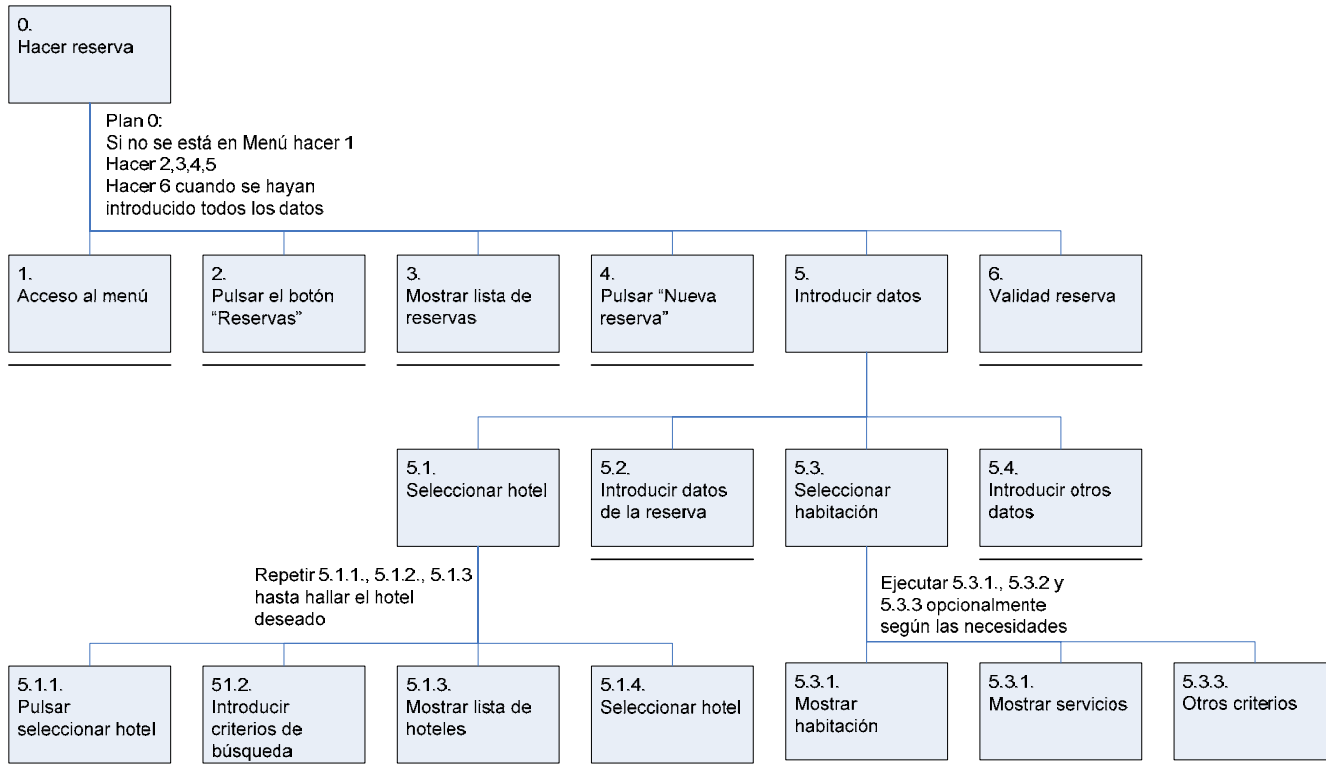 0.
Hacer reserva
Plan 0:
Si no se está en Menú hacer 1
Hacer 2,3,4,5
Hacer 6 cuando se hayan
introducido todos los datos
1.
Acceso al menú
2.
Pulsar el botón
“Reservas”
3.
Mostrar lista de
reservas
4.
Pulsar “Nueva
reserva”
5.
Introducir datos
6.
Validad reserva
5.1.
Seleccionar hotel
5.2.
Introducir datos
de la reserva
5.3.
Seleccionar
habitación
5.4.
Introducir otros
datos
Repetir 5.1.1., 5.1.2., 5.1.3
hasta hallar el hotel
deseado
Ejecutar 5.3.1., 5.3.2 y
5.3.3 opcionalmente
según las necesidades
5.1.1.
Pulsar
seleccionar hotel
51.2.
Introducir
criterios de
búsqueda
5.1.3.
Mostrar lista de
hoteles
5.1.4.
Seleccionar hotel
5.3.1.
Mostrar
habitación
5.3.1.
Mostrar servicios
5.3.3.
Otros criterios